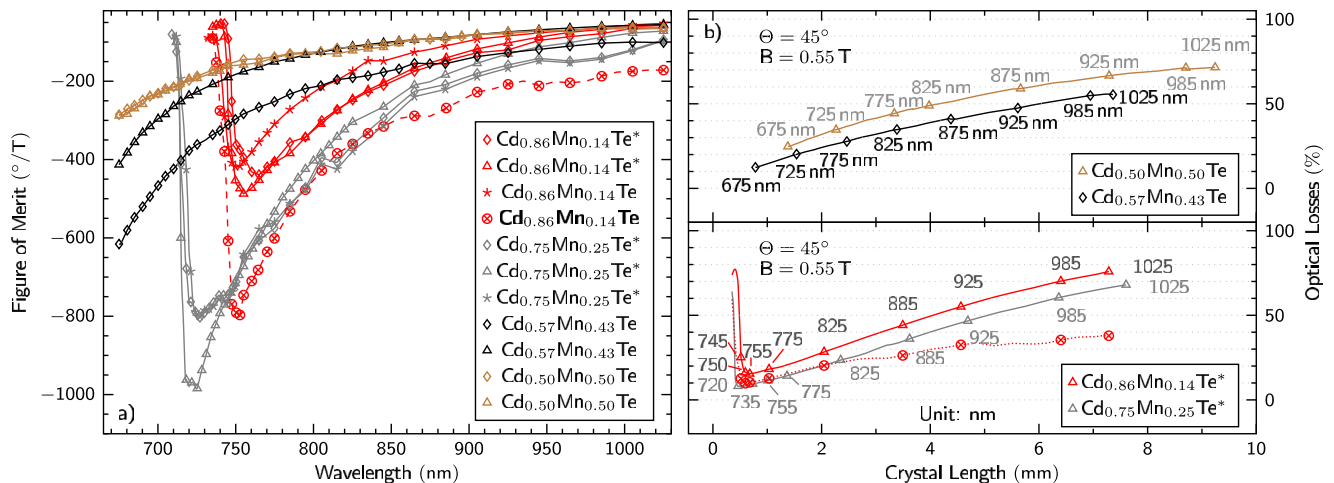 Figure of Merit (°/T)
−200
−400
−600
−800
−1000
700
750
800
850
900
950
1000
Wavelength (nm)
a)
Cd0.86Mn0.14Te*
Cd0.86Mn0.14Te*
Cd0.86Mn0.14Te
Cd0.86Mn0.14Te
Cd0.75Mn0.25Te*
Cd0.75Mn0.25Te*
Cd0.75Mn0.25Te*
Cd0.57Mn0.43Te
Cd0.57Mn0.43Te
Cd0.50Mn0.50Te
Cd0.50Mn0.50Te
b)
Θ = 45°
B = 0.55 T
675 nm
725 nm
775 nm
825 nm
875 nm
925 nm
985 nm
1025 nm
675 nm
725 nm
775 nm
825 nm
875 nm
925 nm
985 nm
1025 nm
Cd0.50Mn0.50Te
Cd0.57Mn0.43Te
100
50
0
Optical Losses (%)
Θ = 45°
B = 0.55 T
745
750
755
775
825
885
925
985
1025
720
735
755
775
825
885
925
985
1025
Unit: nm
Cd0.86Mn0.14Te*
Cd0.75Mn0.25Te*
100
50
0
0
2
4
6
8
10
Crystal Length (mm)